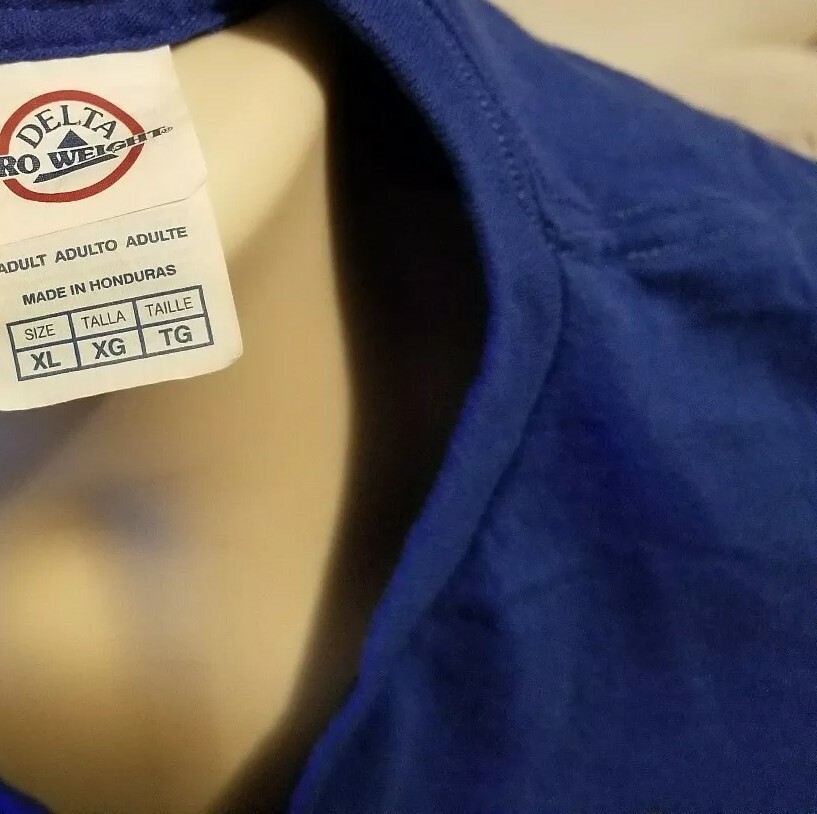 DELTA
RO WEIGHT®
ADULT ADULTO ADULTE
MADE IN HONDURAS
SIZE TALLA TAILLE
XL XG TG